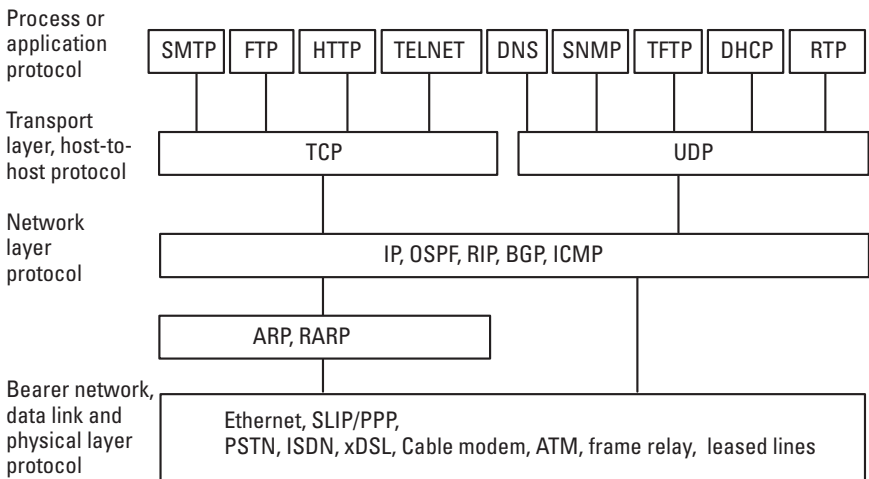 Process or
application
protocol
SMTP FTP HTTP TELNET DNS SNMP TFTP DHCP RTP
Transport
layer, host-to-
host protocol
TCP UDP
Network
layer
protocol
IP, OSPF, RIP, BGP, ICMP
ARP, RARP
Bearer network,
data link and
physical layer
protocol
Ethernet, SLIP/PPP,
PSTN, ISDN, xDSL, Cable modem, ATM, frame relay, leased lines